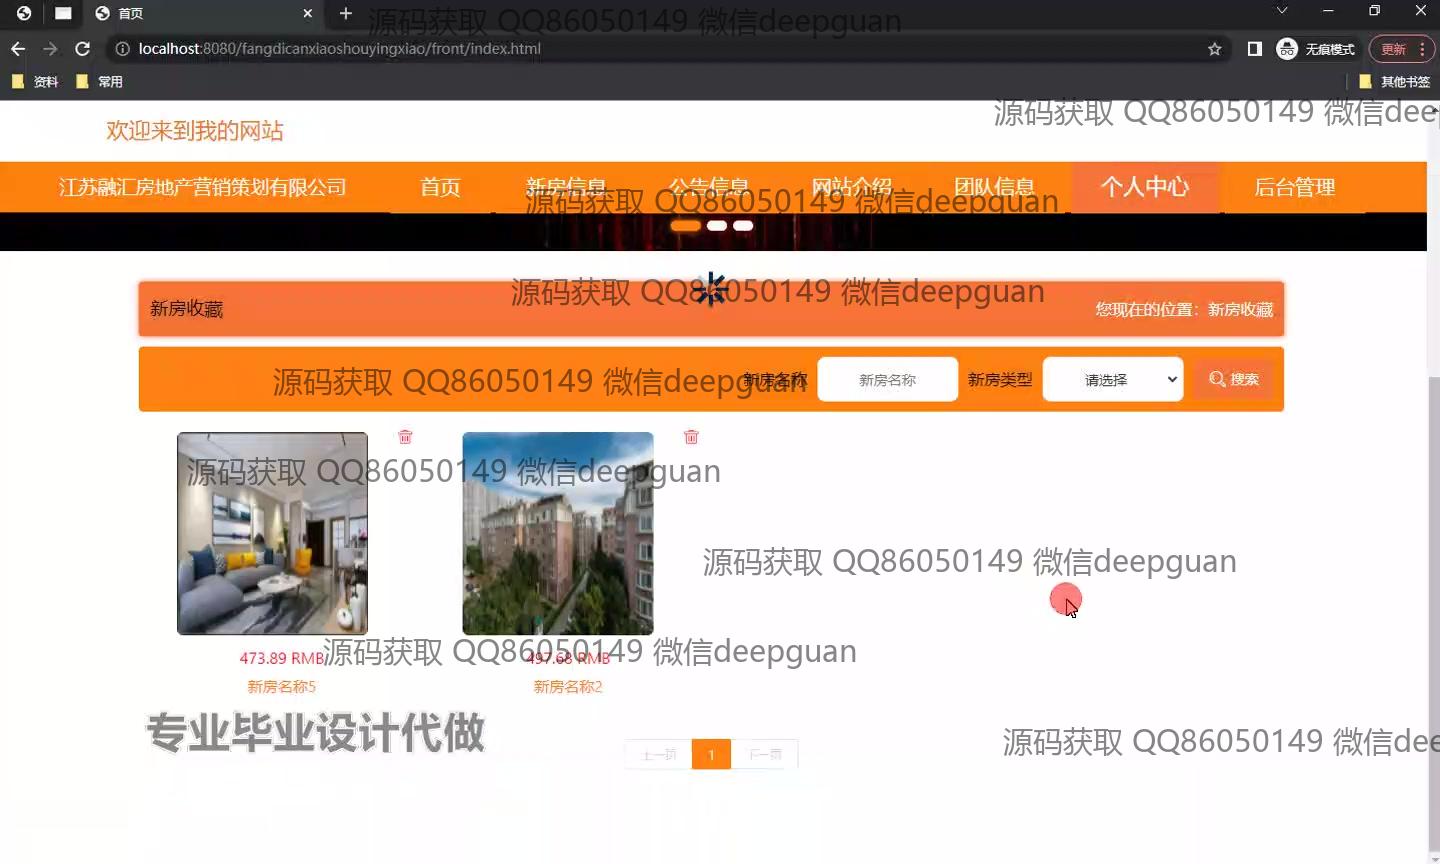 首页
源码获取 QQ86050149 微信deepguan
localhost:8080/fangdicanxiaoshouyingxiao/front/index.html
无痕模式
更新
资料
常用
其他书签
欢迎来到我的网站
源码获取 QQ86050149 微信deep
江苏融汇房地产营销策划有限公司 首页 新房信息 公告信息 网站介绍 团队信息 个人中心 后台管理
源码获取 QQ86050149 微信deepguan
源码获取 QQ86050149 微信deepguan
新房收藏
您现在的位置：新房收藏
源码获取 QQ86050149 微信deepguan
新房名称 新房名称 新房类型 请选择 搜索
源码获取 QQ86050149 微信deepguan
源码获取 QQ86050149 微信deepguan
473.89 RMB
497.68 RMB
源码获取 QQ86050149 微信deepguan
新房名称5
新房名称2
专业毕业设计代做
上一页 1 下一页
源码获取 QQ86050149 微信dee